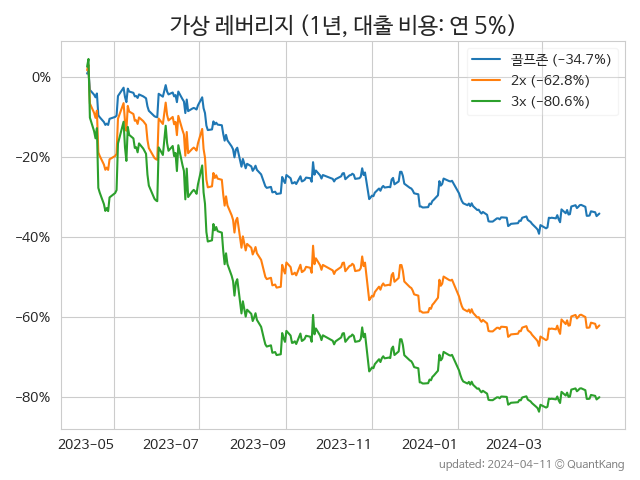 가상 레버리지 (1년, 대출 비용: 연 5%)
골프존 (−34.7%)
2x (−62.8%)
3x (−80.6%)
0%
−20%
−40%
−60%
−80%
2023-05 2023-07 2023-09 2023-11 2024-01 2024-03
updated: 2024-04-11 © QuantKang